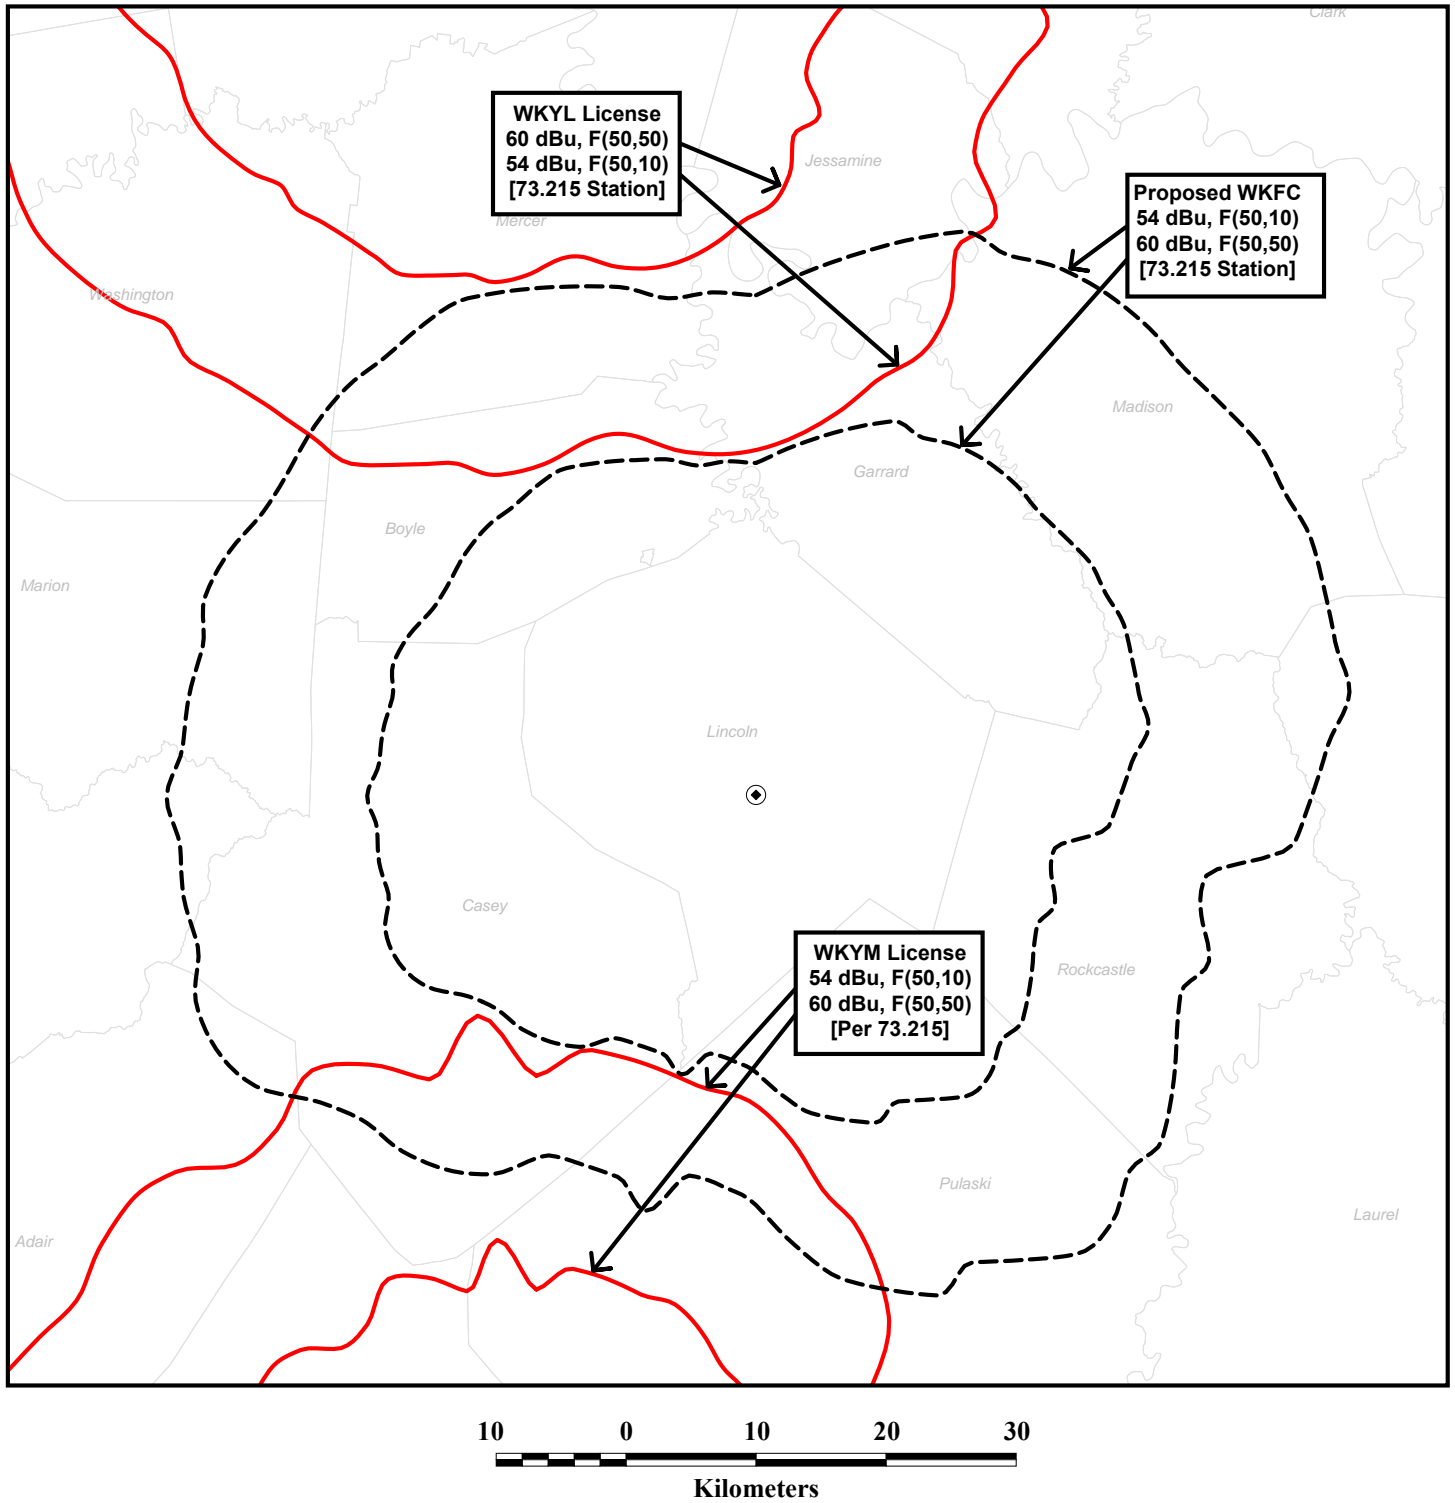 Clark
WKYL License
60 dBu, F(50,50)
54 dBu, F(50,10)
[73.215 Station]
Jessamine
Proposed WKFC
54 dBu, F(50,10)
60 dBu, F(50,50)
[73.215 Station]
Mercer
Washington
Madison
Garrard
Boyle
Marion
Lincoln
Casey
WKYM License
54 dBu, F(50,10)
60 dBu, F(50,50)
[Per 73.215]
Rockcastle
Pulaski
Laurel
Adair
10 0 10 20 30
Kilometers